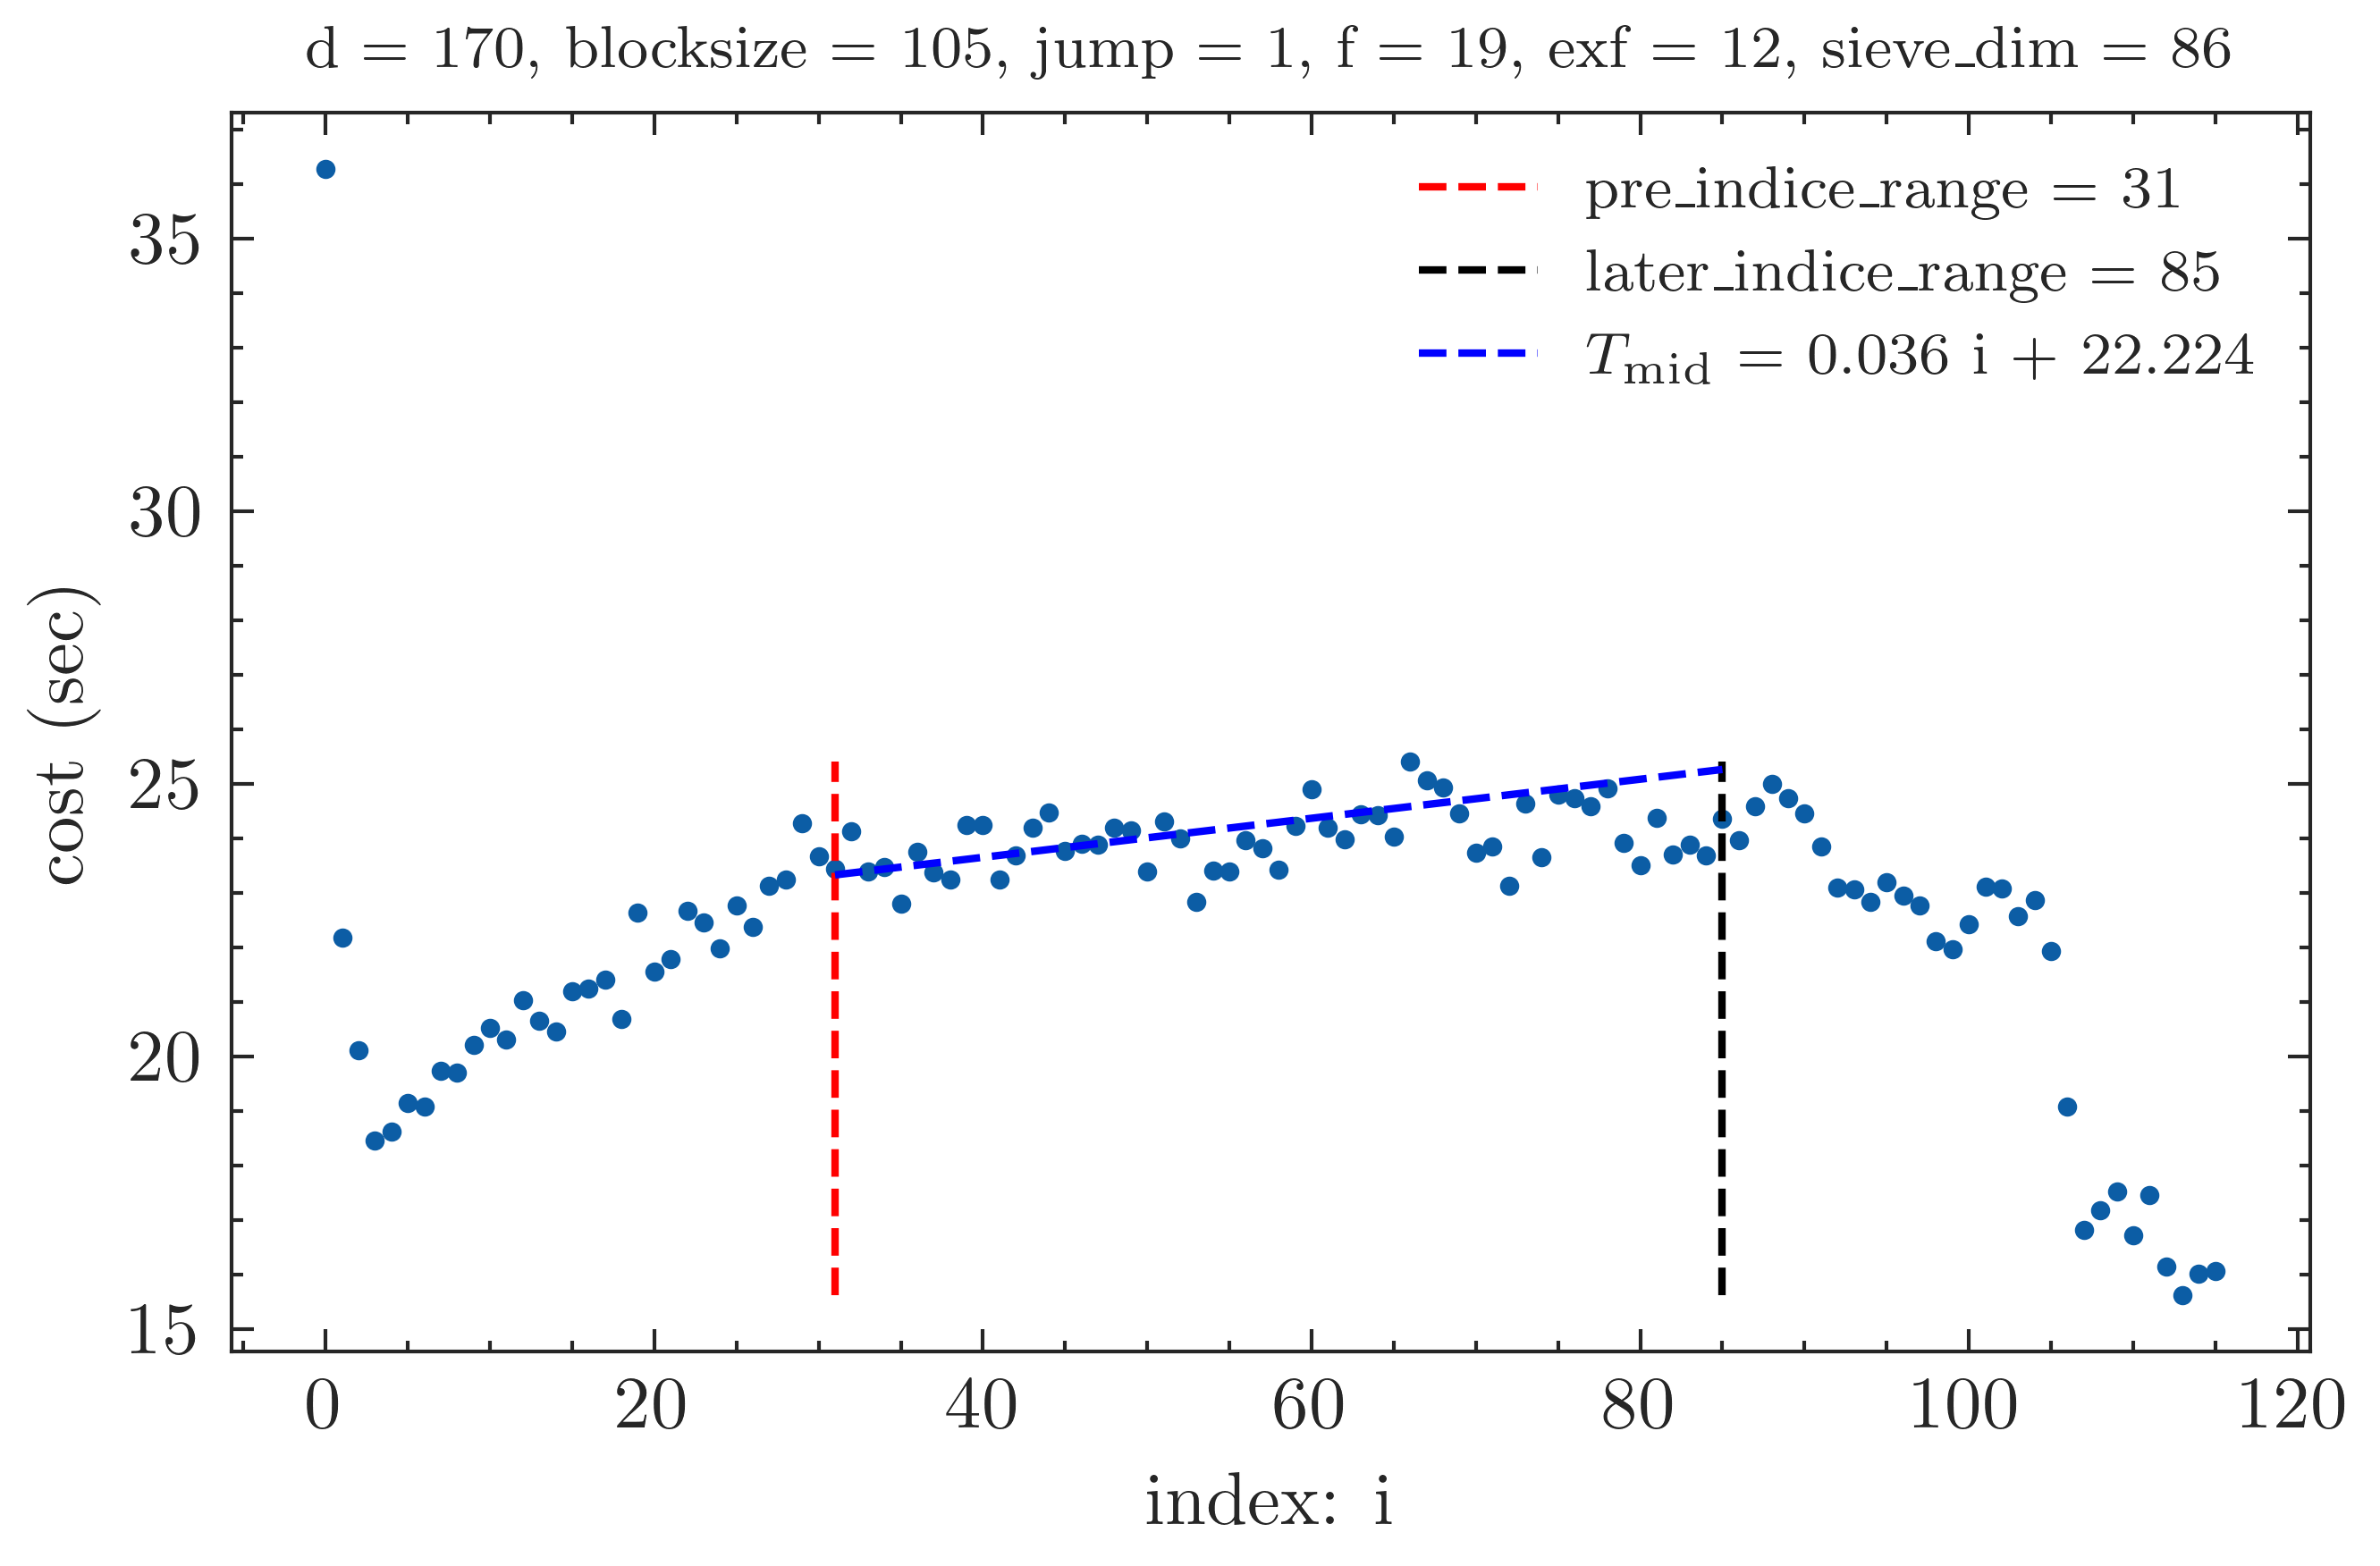 d = 170, blocksize = 105, jump = 1, f = 19, exf = 12, sieve_dim = 86
pre_indice_range = 31
later_indice_range = 85
T_mid = 0.036 i + 22.224
cost (sec)
35
30
25
20
15
0 20 40 60 80 100 120
index: i